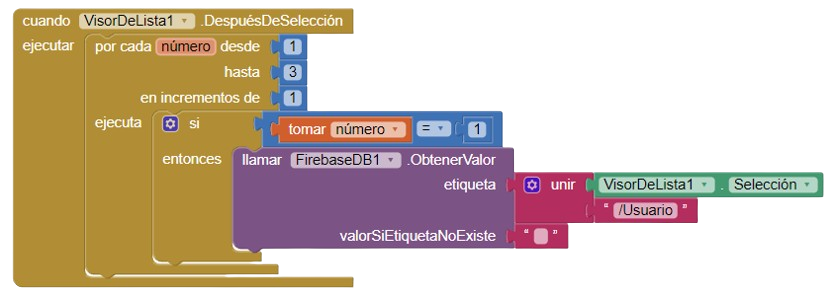 cuando VisorDeLista1 .DespuésDeSelección
ejecutar por cada número desde 1
hasta 3
en incrementos de 1
ejecuta si tomar número = 1
entonces llamar FirebaseDB1 .ObtenerValor
etiqueta unir VisorDeLista1 . Selección
" /Usuario "
valorSiEtiquetaNoExiste " "